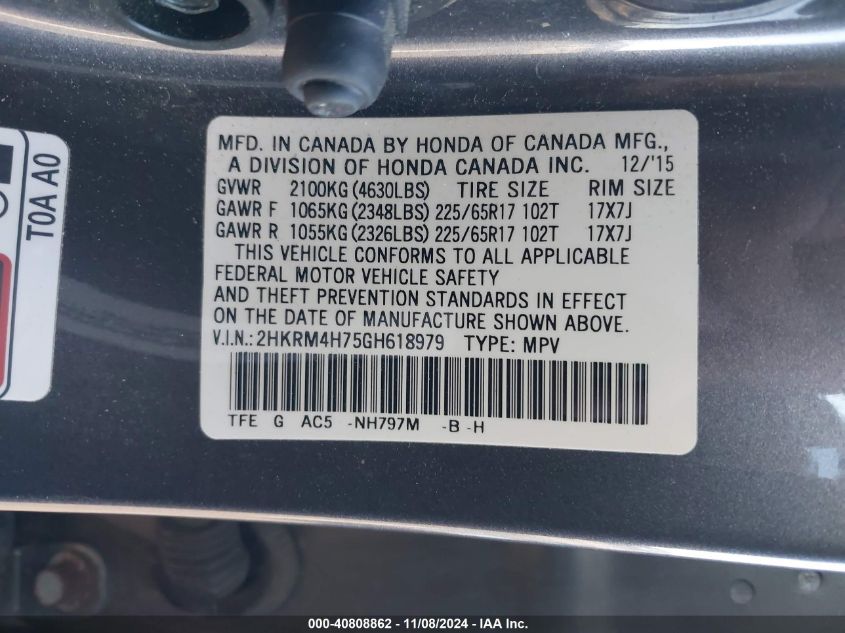 MFD. IN CANADA BY HONDA OF CANADA MFG.,
A DIVISION OF HONDA CANADA INC. 12/'15
GVWR 2100KG (4630LBS) TIRE SIZE RIM SIZE
GAWR F 1065KG (2348LBS) 225/65R17 102T 17X7J
GAWR R 1055KG (2326LBS) 225/65R17 102T 17X7J
THIS VEHICLE CONFORMS TO ALL APPLICABLE
FEDERAL MOTOR VEHICLE SAFETY
AND THEFT PREVENTION STANDARDS IN EFFECT
ON THE DATE OF MANUFACTURE SHOWN ABOVE.
V.I.N.: 2HKRM4H75GH618979 TYPE: MPV
TFE G AC5 -NH797M -B -H
T0A A0
000-40808862 - 11/08/2024 - IAA Inc.